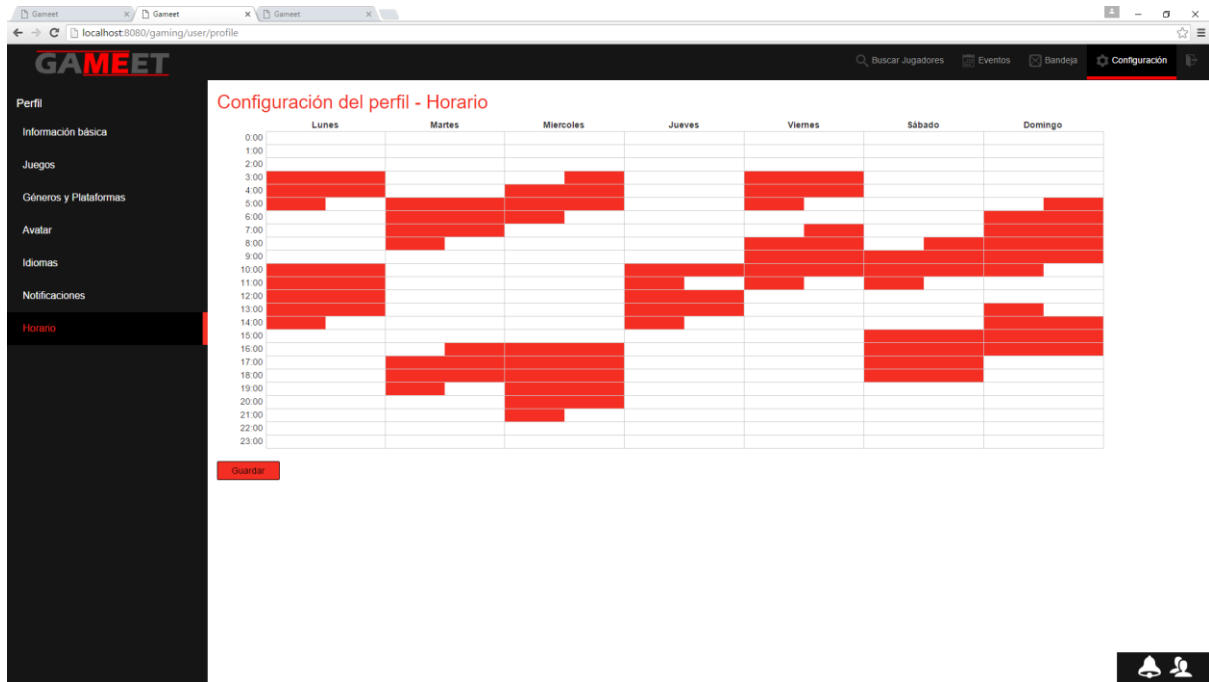 Gameet Gameet Gameet
localhost:8080/gaming/user/profile
GAMEET Buscar Jugadores Eventos Bandeja Configuración
Perfil
Información básica
Juegos
Géneros y Plataformas
Avatar
Idiomas
Notificaciones
Horario
Configuración del perfil - Horario
Lunes Martes Miercoles Jueves Viernes Sábado Domingo
0:00
1:00
2:00
3:00
4:00
5:00
6:00
7:00
8:00
9:00
10:00
11:00
12:00
13:00
14:00
15:00
16:00
17:00
18:00
19:00
20:00
21:00
22:00
23:00
Guardar